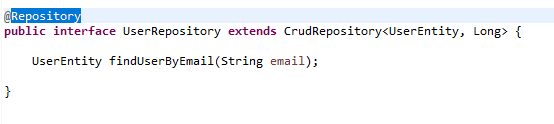 @Repository
public interface UserRepository extends CrudRepository<UserEntity, Long> {
UserEntity findUserByEmail(String email);
}